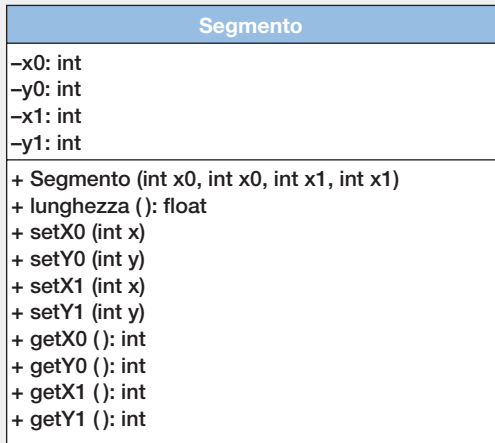 Segmento
–x0: int
–y0: int
–x1: int
–y1: int
+ Segmento (int x0, int x0, int x1, int x1)
+ lunghezza ( ): float
+ setX0 (int x)
+ setY0 (int y)
+ setX1 (int x)
+ setY1 (int y)
+ getX0 ( ): int
+ getY0 ( ): int
+ getX1 ( ): int
+ getY1 ( ): int